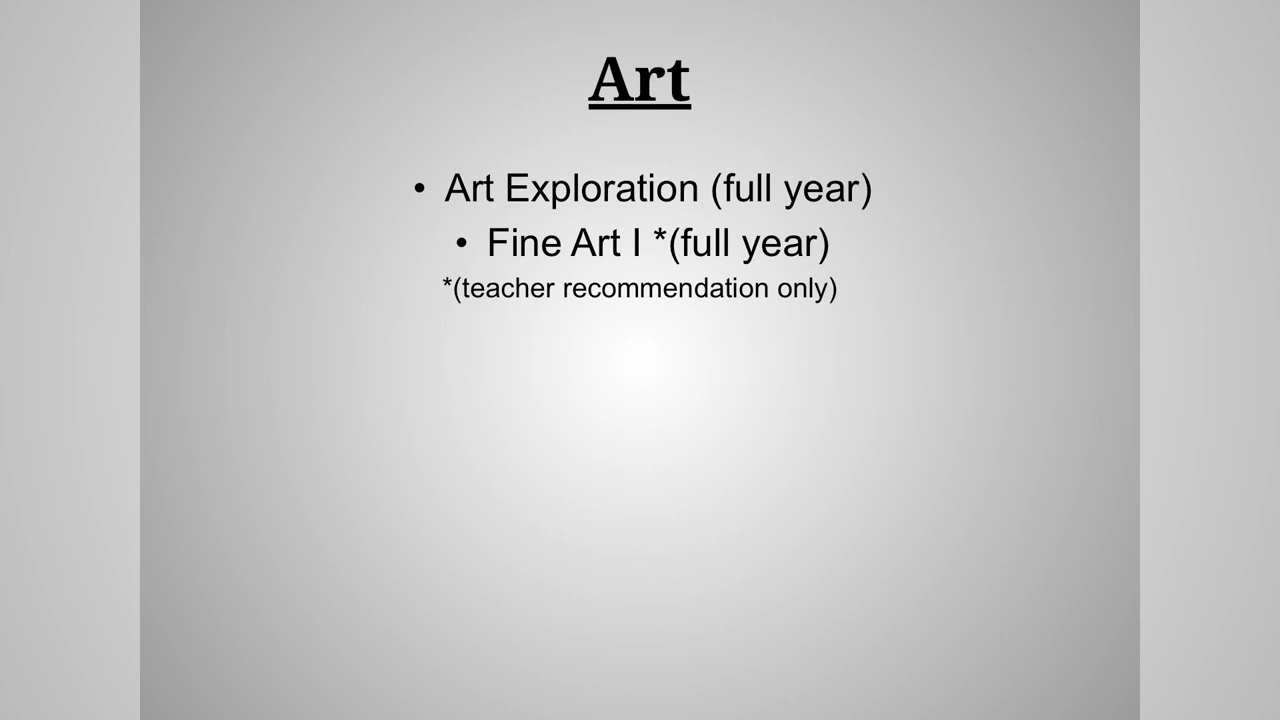 Art
• Art Exploration (full year)
• Fine Art I *(full year)
*(teacher recommendation only)